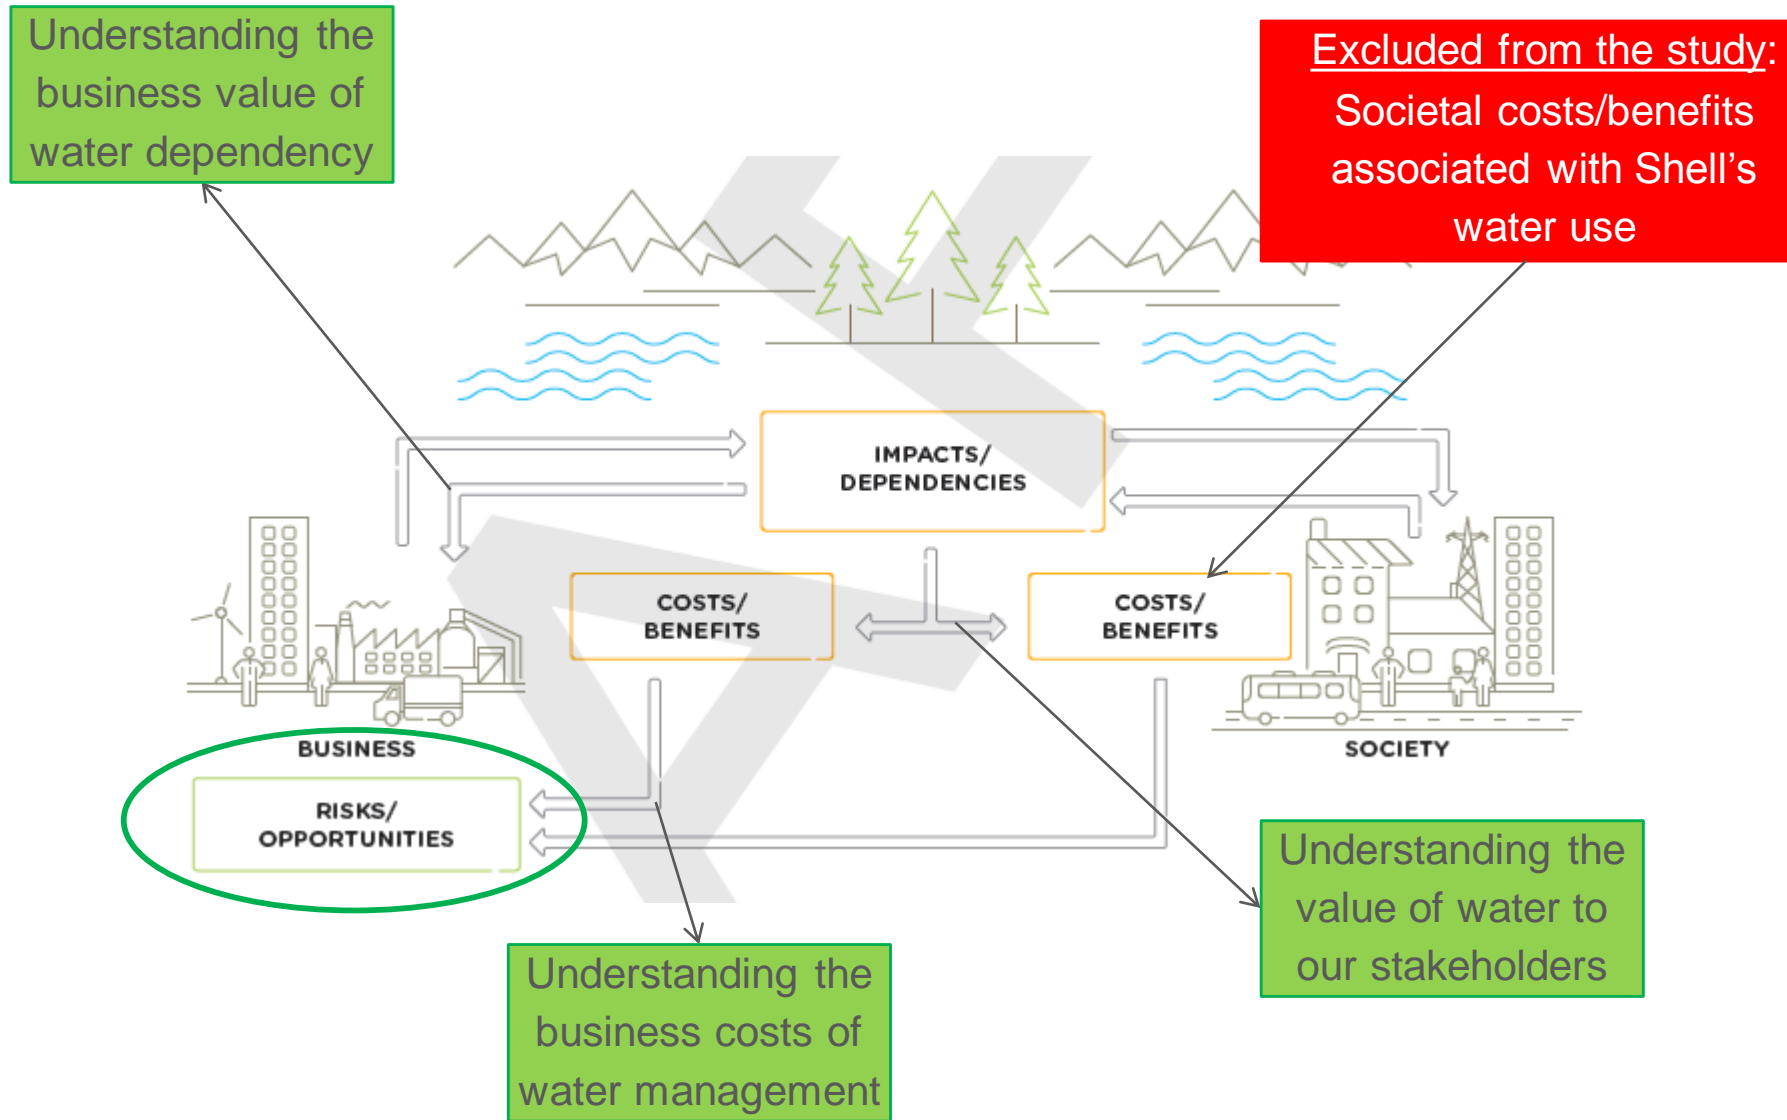 Understanding the
business value of
water dependency
Excluded from the study:
Societal costs/benefits
associated with Shell’s
water use
IMPACTS/
DEPENDENCIES
COSTS/
BENEFITS
COSTS/
BENEFITS
BUSINESS
SOCIETY
RISKS/
OPPORTUNITIES
Understanding the
value of water to
our stakeholders
Understanding the
business costs of
water management